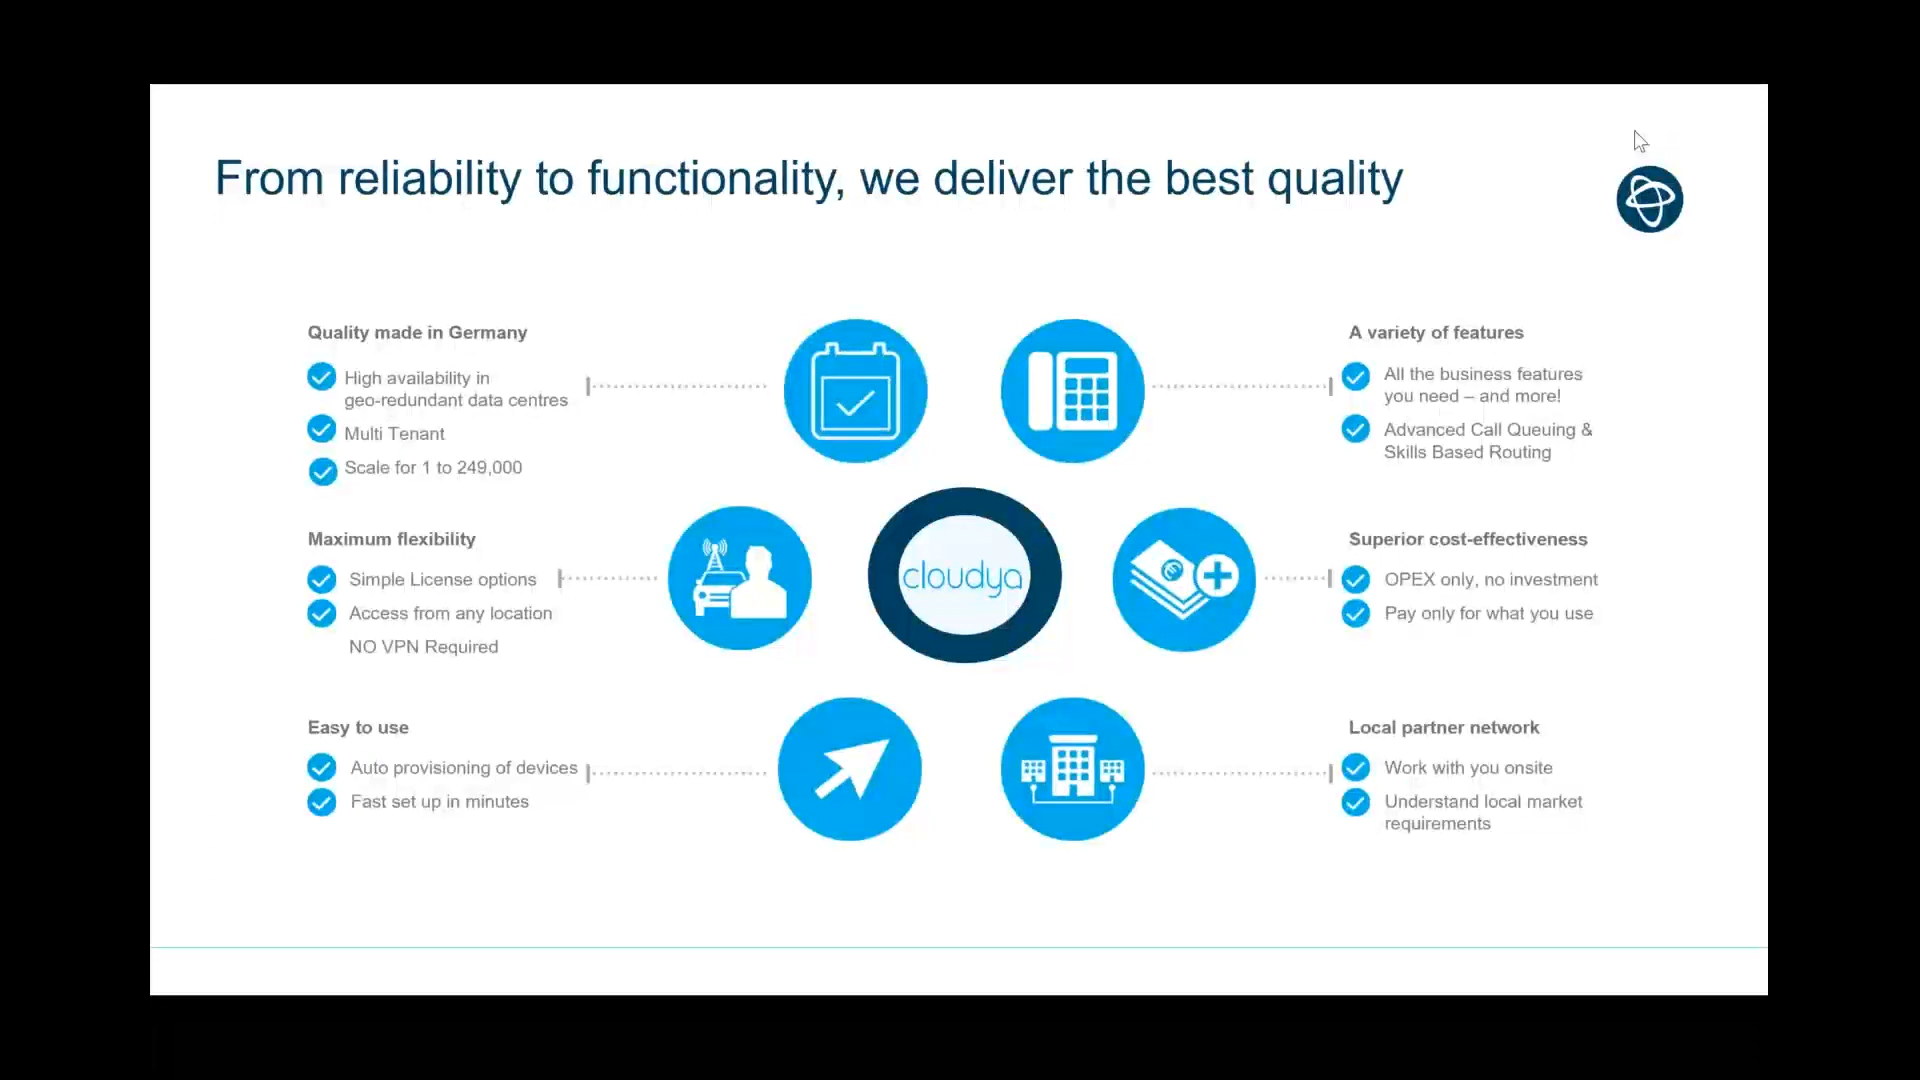 From reliability to functionality, we deliver the best quality
Quality made in Germany
High availability in
geo-redundant data centres
Multi Tenant
Scale for 1 to 249,000
Maximum flexibility
Simple License options
Access from any location
NO VPN Required
Easy to use
Auto provisioning of devices
Fast set up in minutes
cloudya
A variety of features
All the business features
you need – and more!
Advanced Call Queuing &
Skills Based Routing
Superior cost-effectiveness
OPEX only, no investment
Pay only for what you use
Local partner network
Work with you onsite
Understand local market
requirements